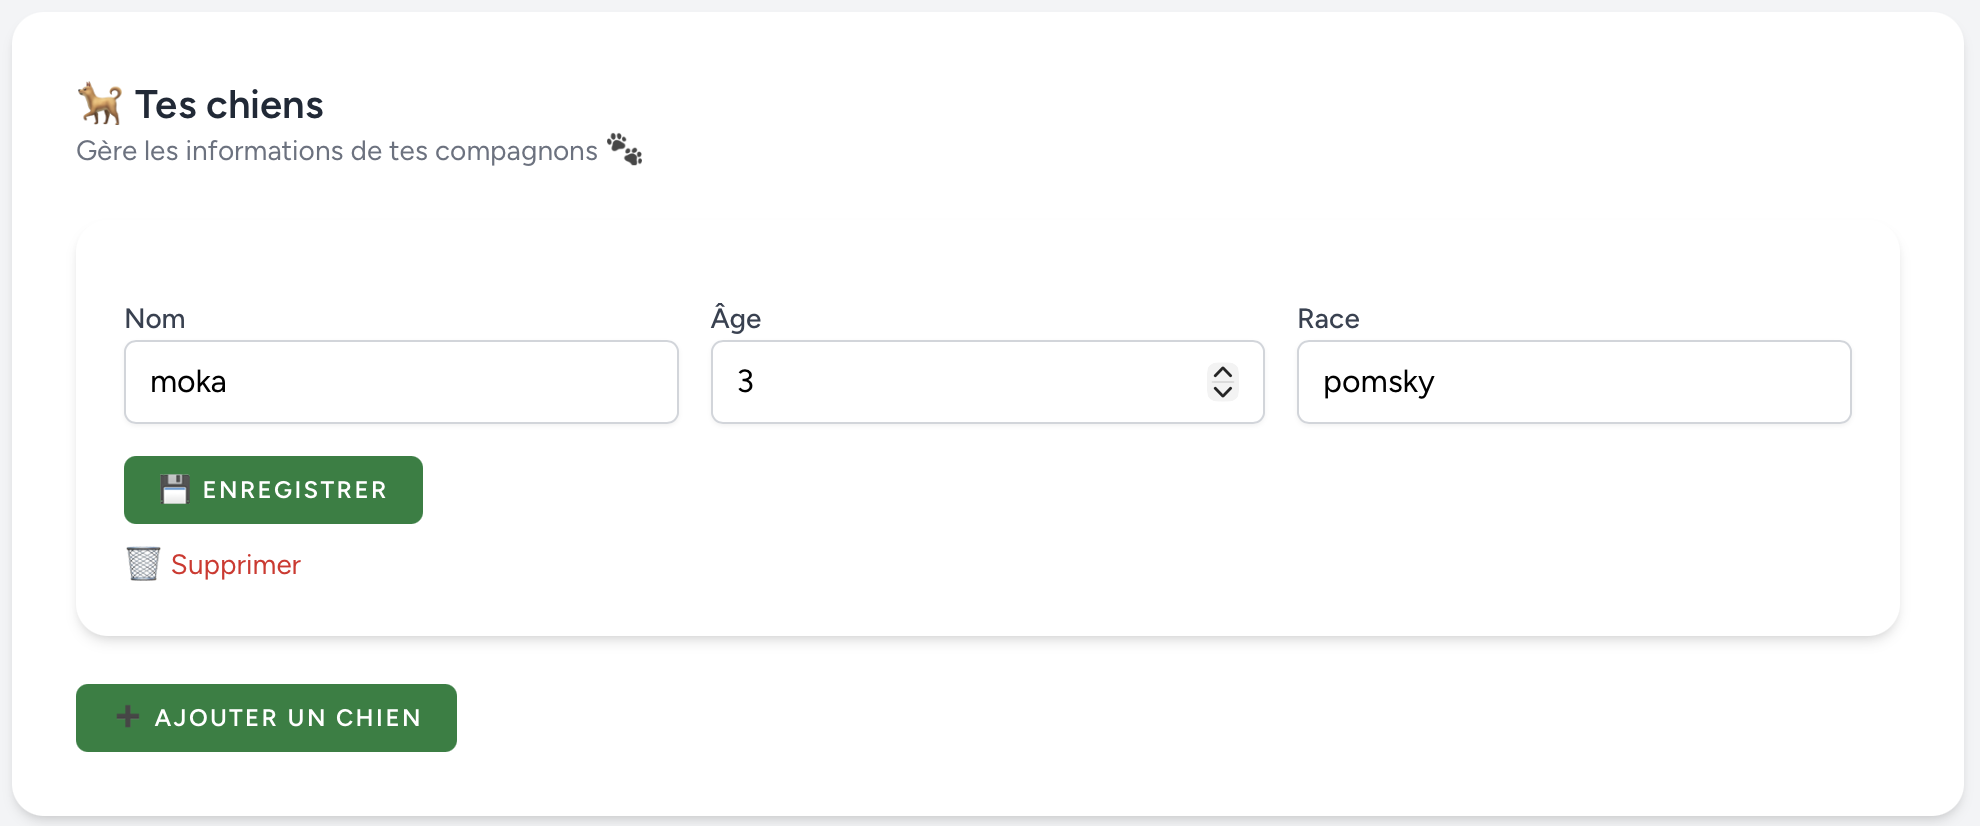 🐕 Tes chiens
Gère les informations de tes compagnons 🐾
Nom
Âge
Race
moka
3
pomsky
💾 ENREGISTRER
🗑️ Supprimer
➕ AJOUTER UN CHIEN